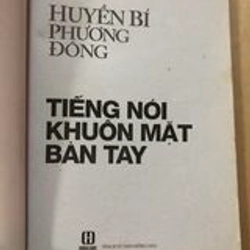 HUYỀN BÍ
PHƯƠNG
ĐÔNG
TIẾNG NÓI
KHUÔN MẶT
BÀN TAY